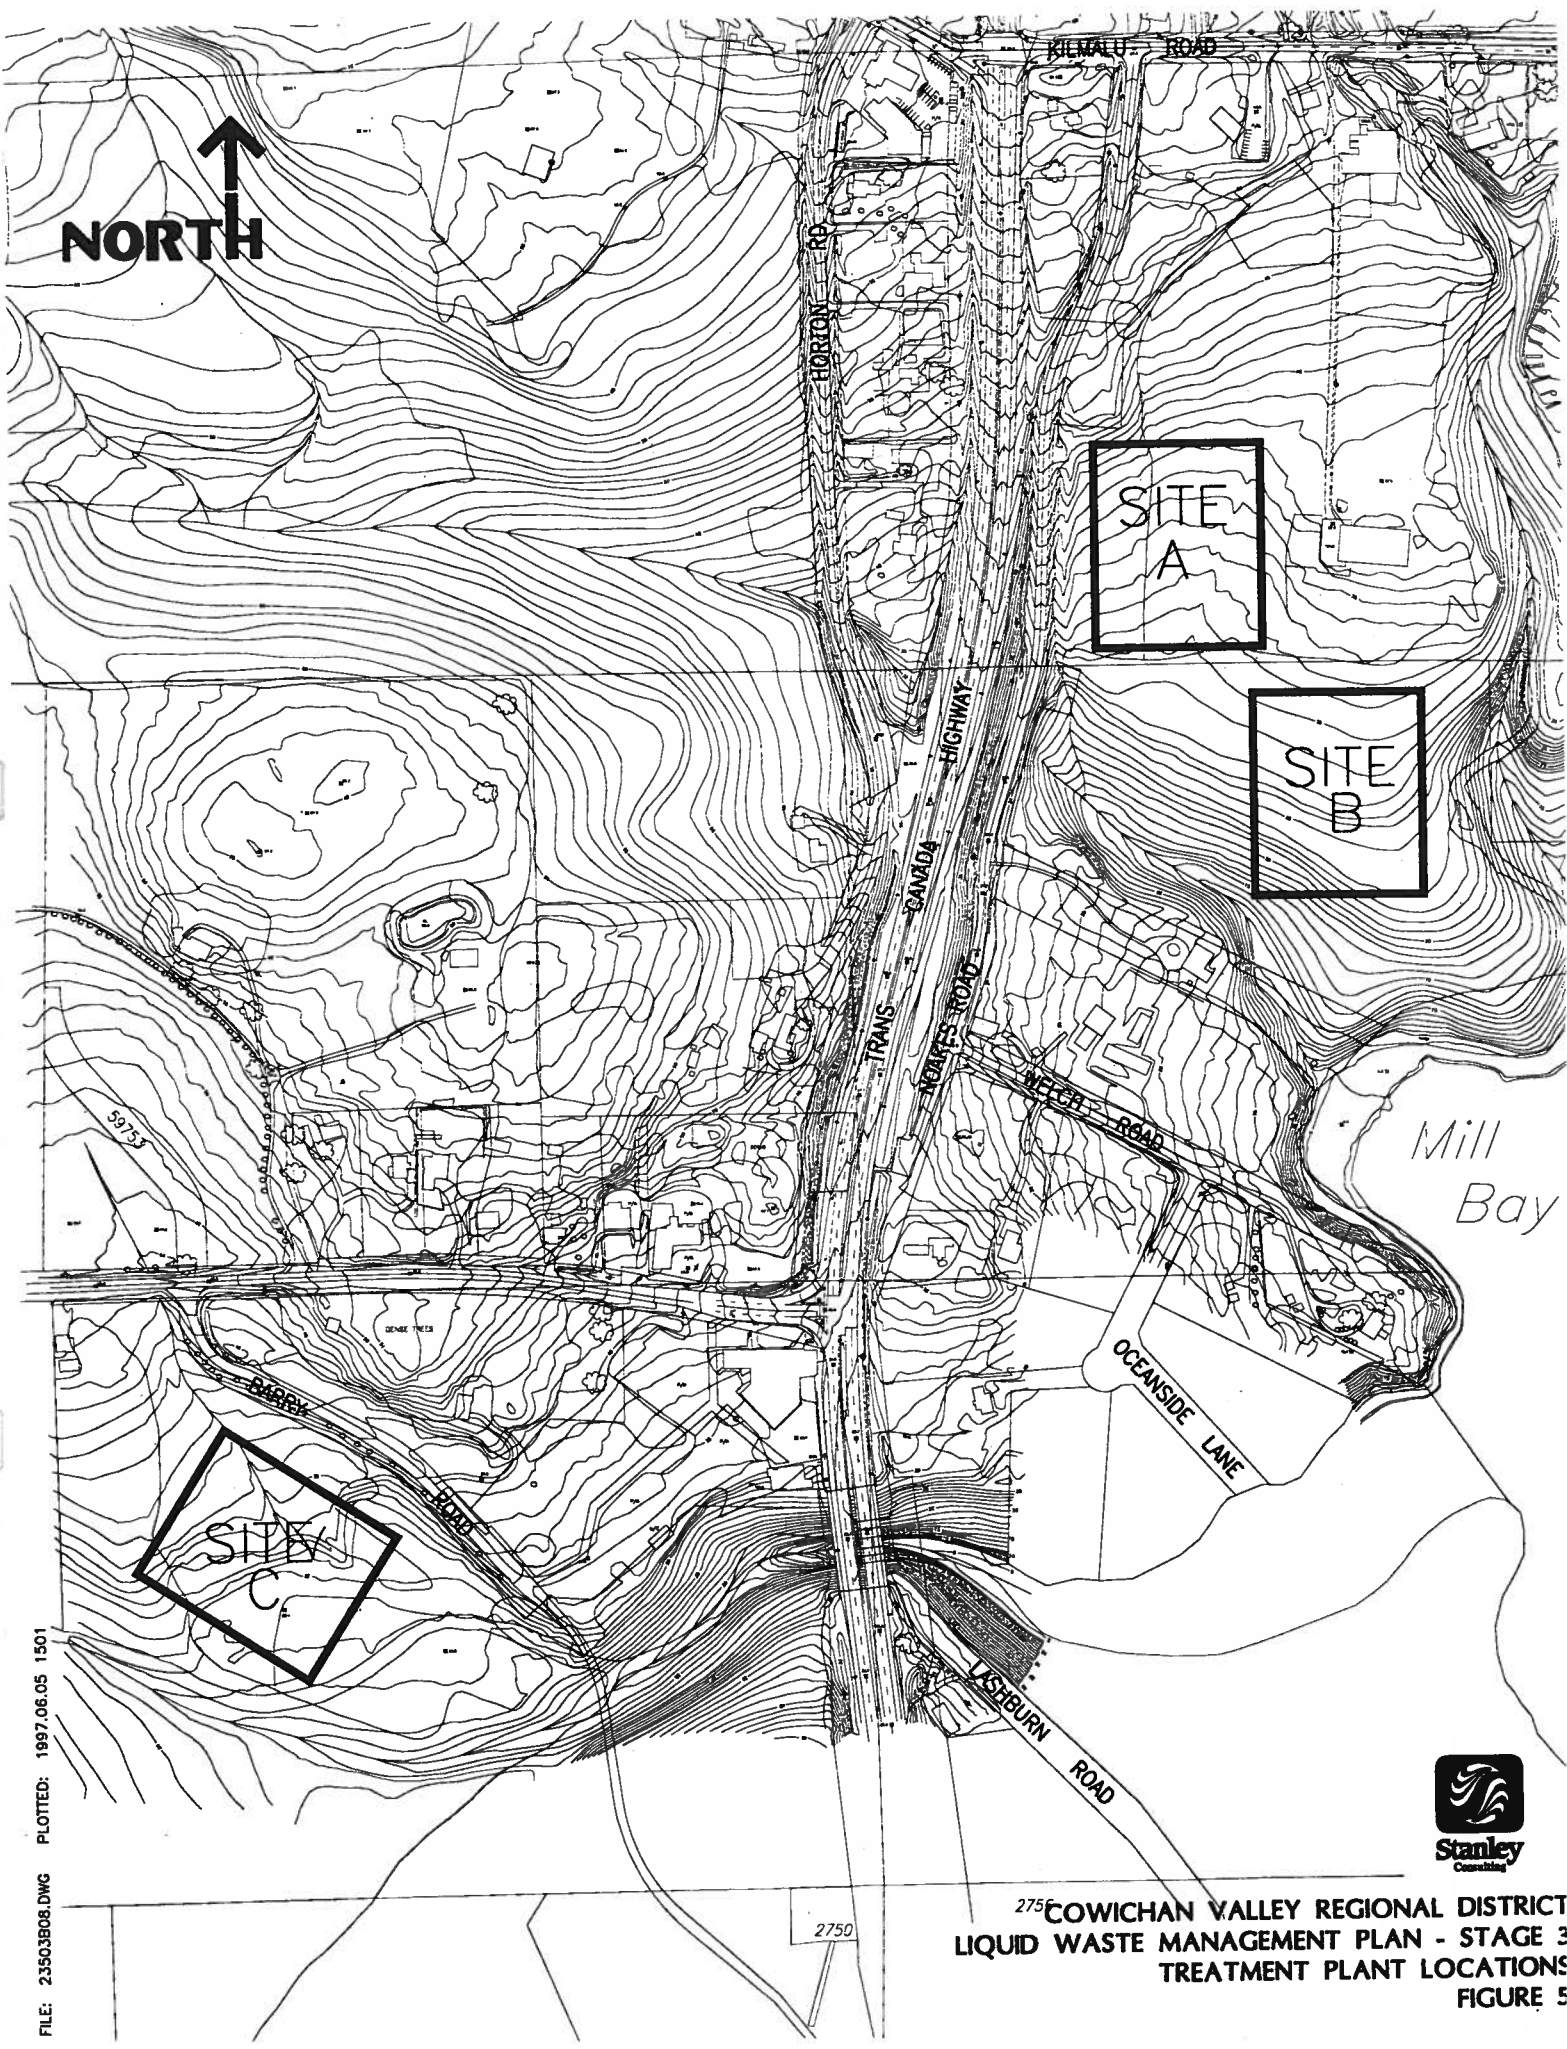 KILMALU ROAD
NORTH
HORTON RD
SITE
A
HIGHWAY
SITE
B
CANADA
TRANS
NOAKES ROAD
WELCH ROAD
59753
Mill
Bay
DENSE TREES
OCEANSIDE LANE
BARRY
ROAD
SITE
C
LASHBURN ROAD
FILE: 23503B08.DWG PLOTTED: 1997.06.05 1501
Stanley
Consulting
2750
COWICHAN VALLEY REGIONAL DISTRICT
LIQUID WASTE MANAGEMENT PLAN - STAGE 3
TREATMENT PLANT LOCATIONS
FIGURE 5